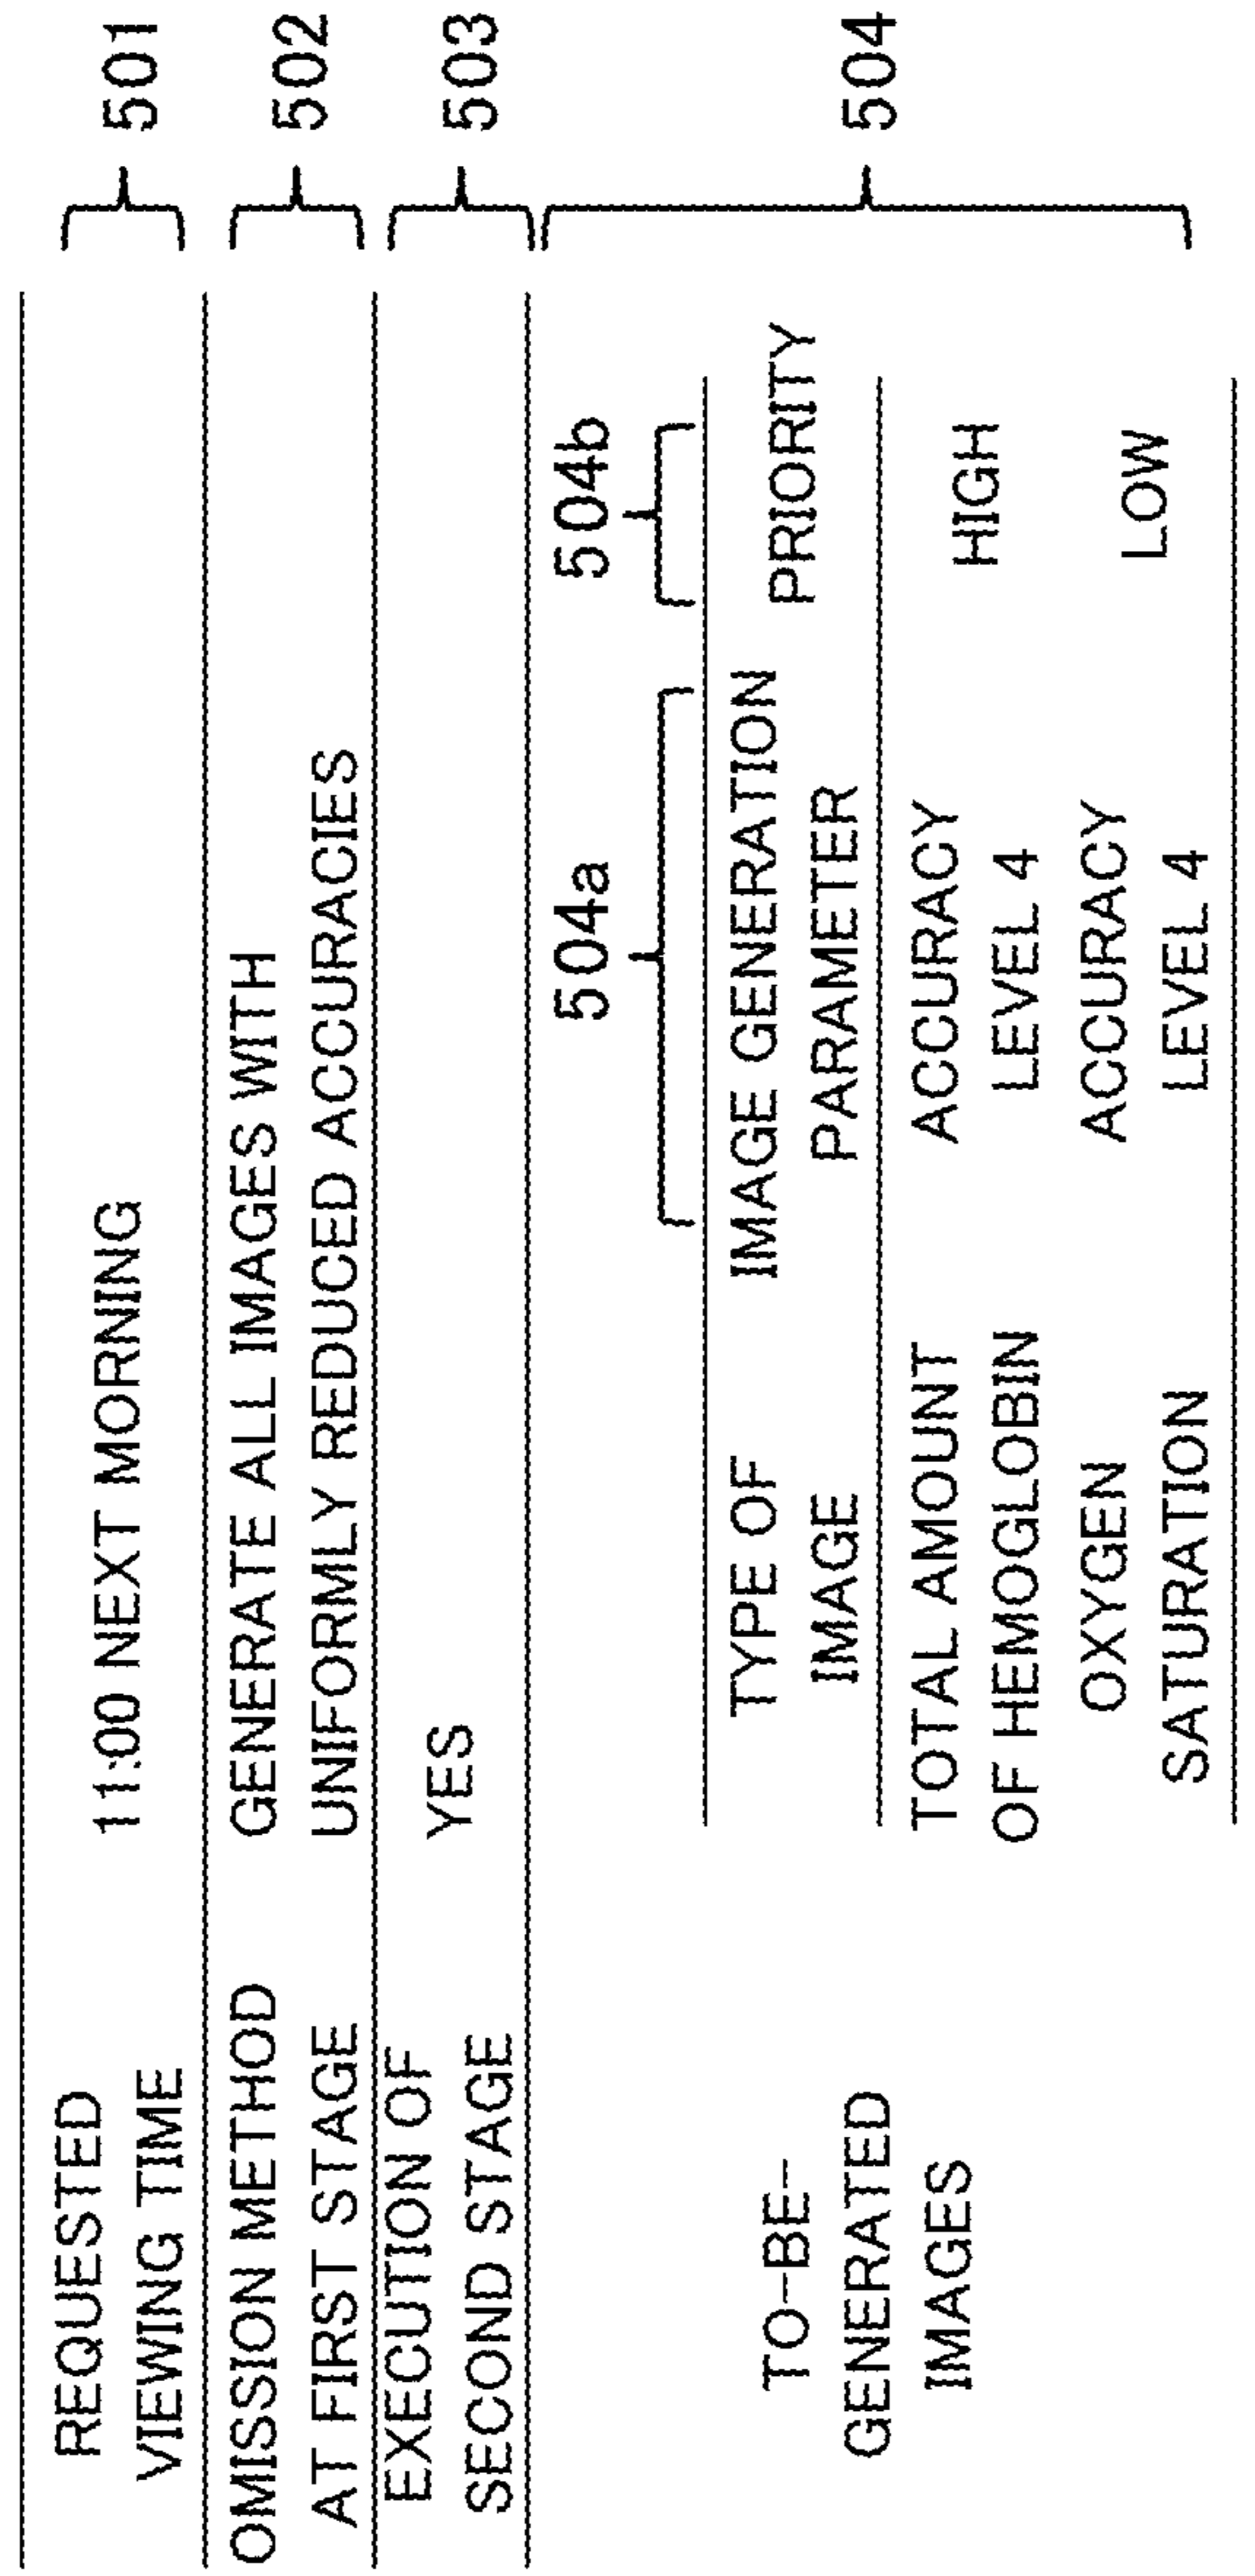 REQUESTED
VIEWING TIME
11:00 NEXT MORNING
501
OMISSION METHOD
AT FIRST STAGE
GENERATE ALL IMAGES WITH
UNIFORMLY REDUCED ACCURACIES
502
EXECUTION OF
SECOND STAGE
YES
503
TO-BE-
GENERATED
IMAGES
504a
504b
TYPE OF
IMAGE
IMAGE GENERATION
PARAMETER
PRIORITY
TOTAL AMOUNT
OF HEMOGLOBIN
ACCURACY
LEVEL 4
HIGH
OXYGEN
SATURATION
ACCURACY
LEVEL 4
LOW
504